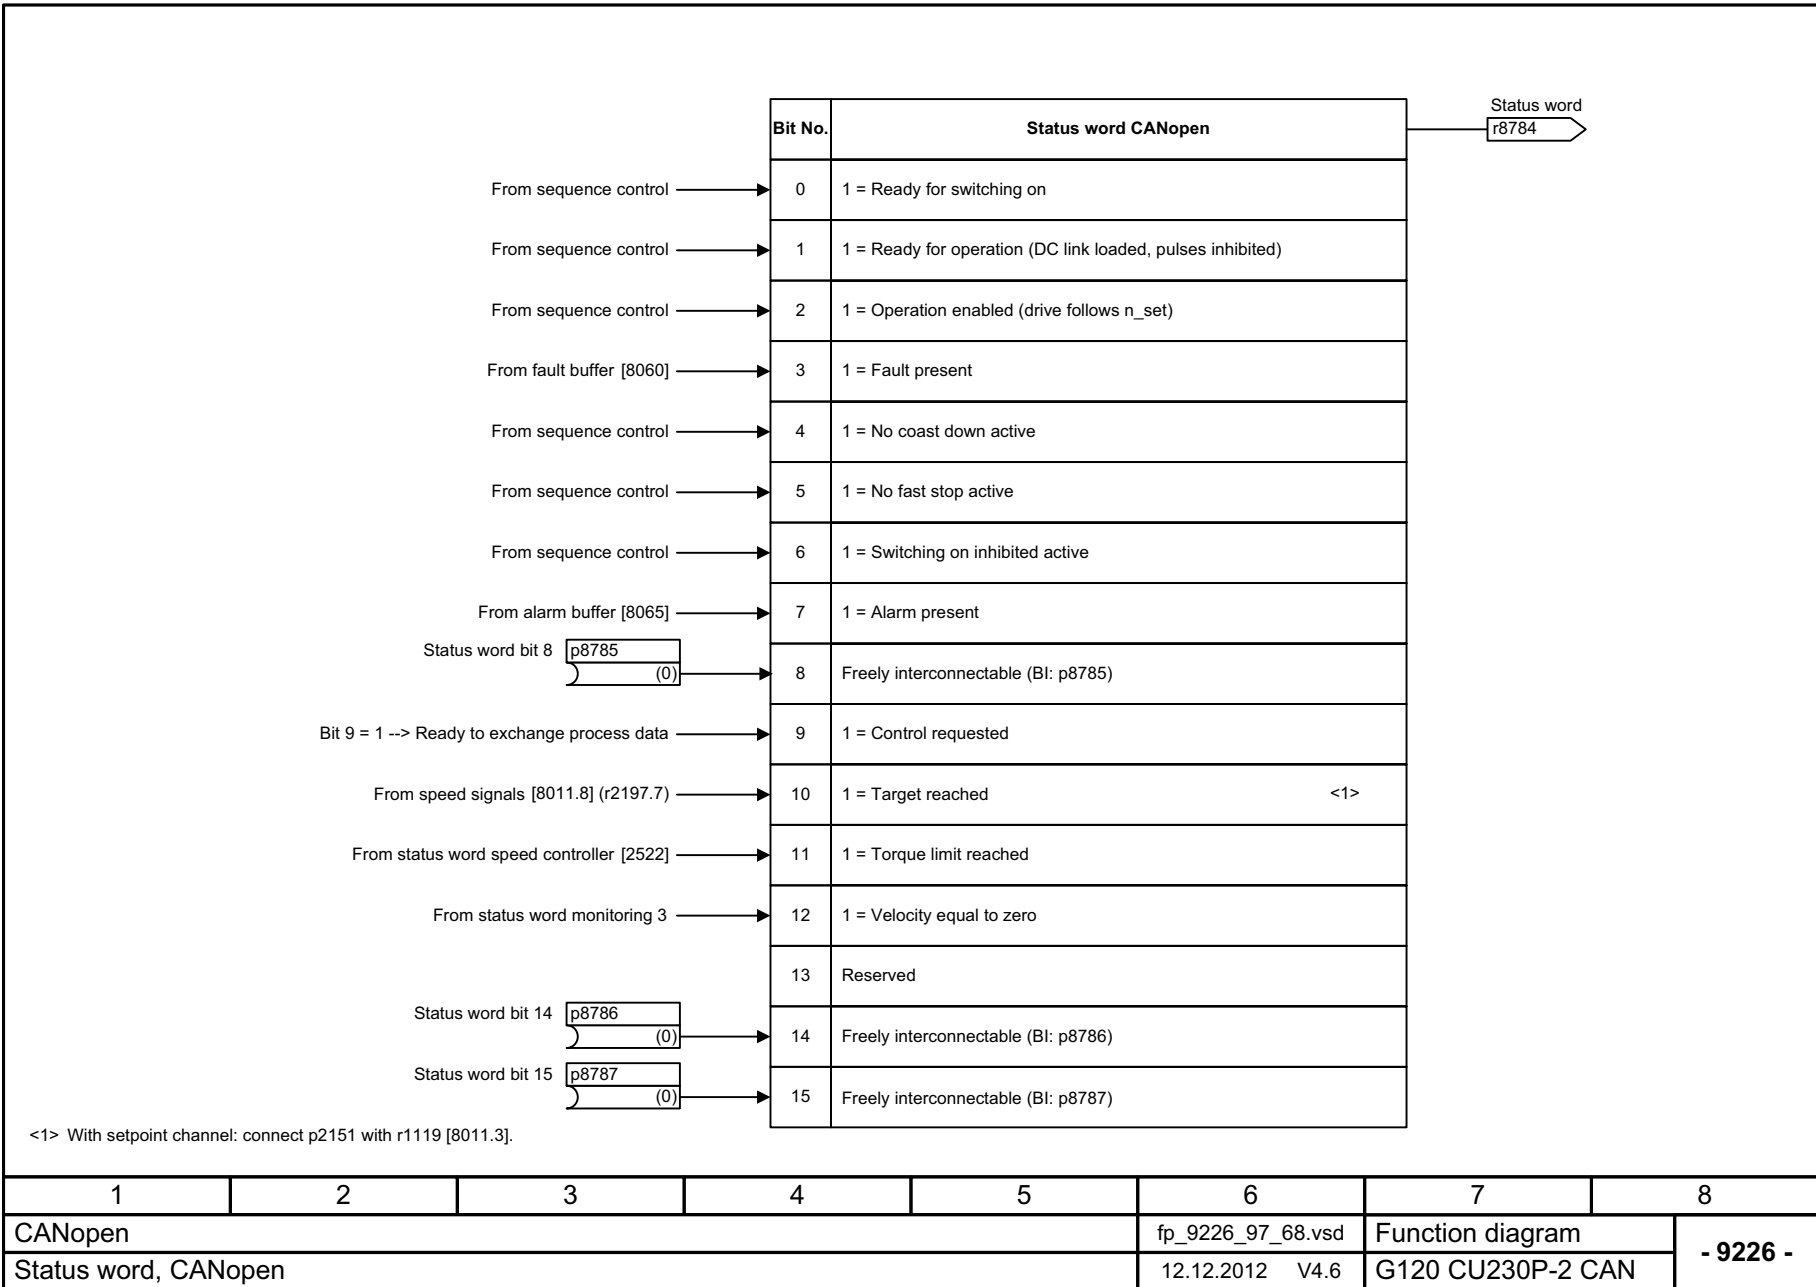 Bit No. Status word CANopen Status word
r8784
From sequence control 0 1 = Ready for switching on
From sequence control 1 1 = Ready for operation (DC link loaded, pulses inhibited)
From sequence control 2 1 = Operation enabled (drive follows n_set)
From fault buffer [8060] 3 1 = Fault present
From sequence control 4 1 = No coast down active
From sequence control 5 1 = No fast stop active
From sequence control 6 1 = Switching on inhibited active
From alarm buffer [8065] 7 1 = Alarm present
Status word bit 8 p8785
(0) 8 Freely interconnectable (BI: p8785)
Bit 9 = 1 --> Ready to exchange process data 9 1 = Control requested
From speed signals [8011.8] (r2197.7) 10 1 = Target reached <1>
From status word speed controller [2522] 11 1 = Torque limit reached
From status word monitoring 3 12 1 = Velocity equal to zero
13 Reserved
Status word bit 14 p8786
(0) 14 Freely interconnectable (BI: p8786)
Status word bit 15 p8787
(0) 15 Freely interconnectable (BI: p8787)
<1> With setpoint channel: connect p2151 with r1119 [8011.3].
1 2 3 4 5 6 7 8
CANopen fp_9226_97_68.vsd Function diagram - 9226 -
Status word, CANopen 12.12.2012 V4.6 G120 CU230P-2 CAN